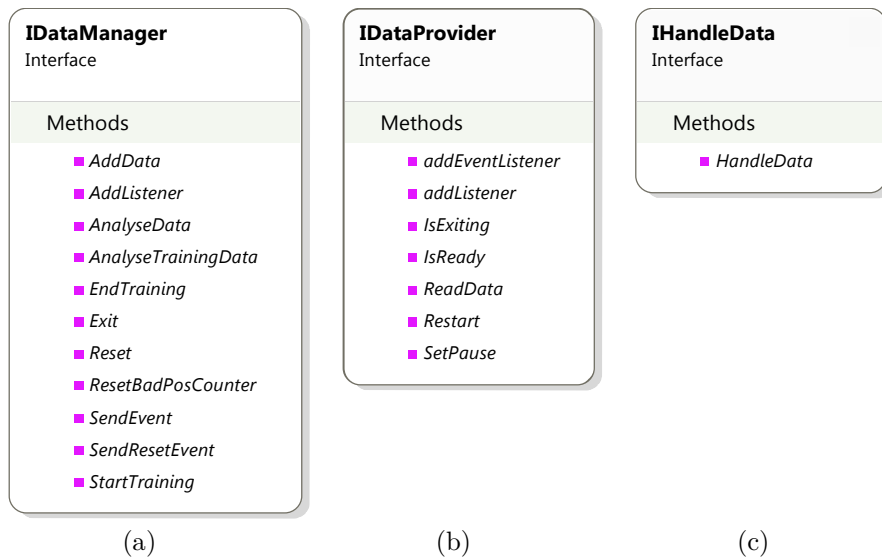 IDataManager
Interface
Methods
AddData
AddListener
AnalyseData
AnalyseTrainingData
EndTraining
Exit
Reset
ResetBadPosCounter
SendEvent
SendResetEvent
StartTraining
(a)
IDataProvider
Interface
Methods
addEventListener
addListener
IsExiting
IsReady
ReadData
Restart
SetPause
(b)
IHandleData
Interface
Methods
HandleData
(c)